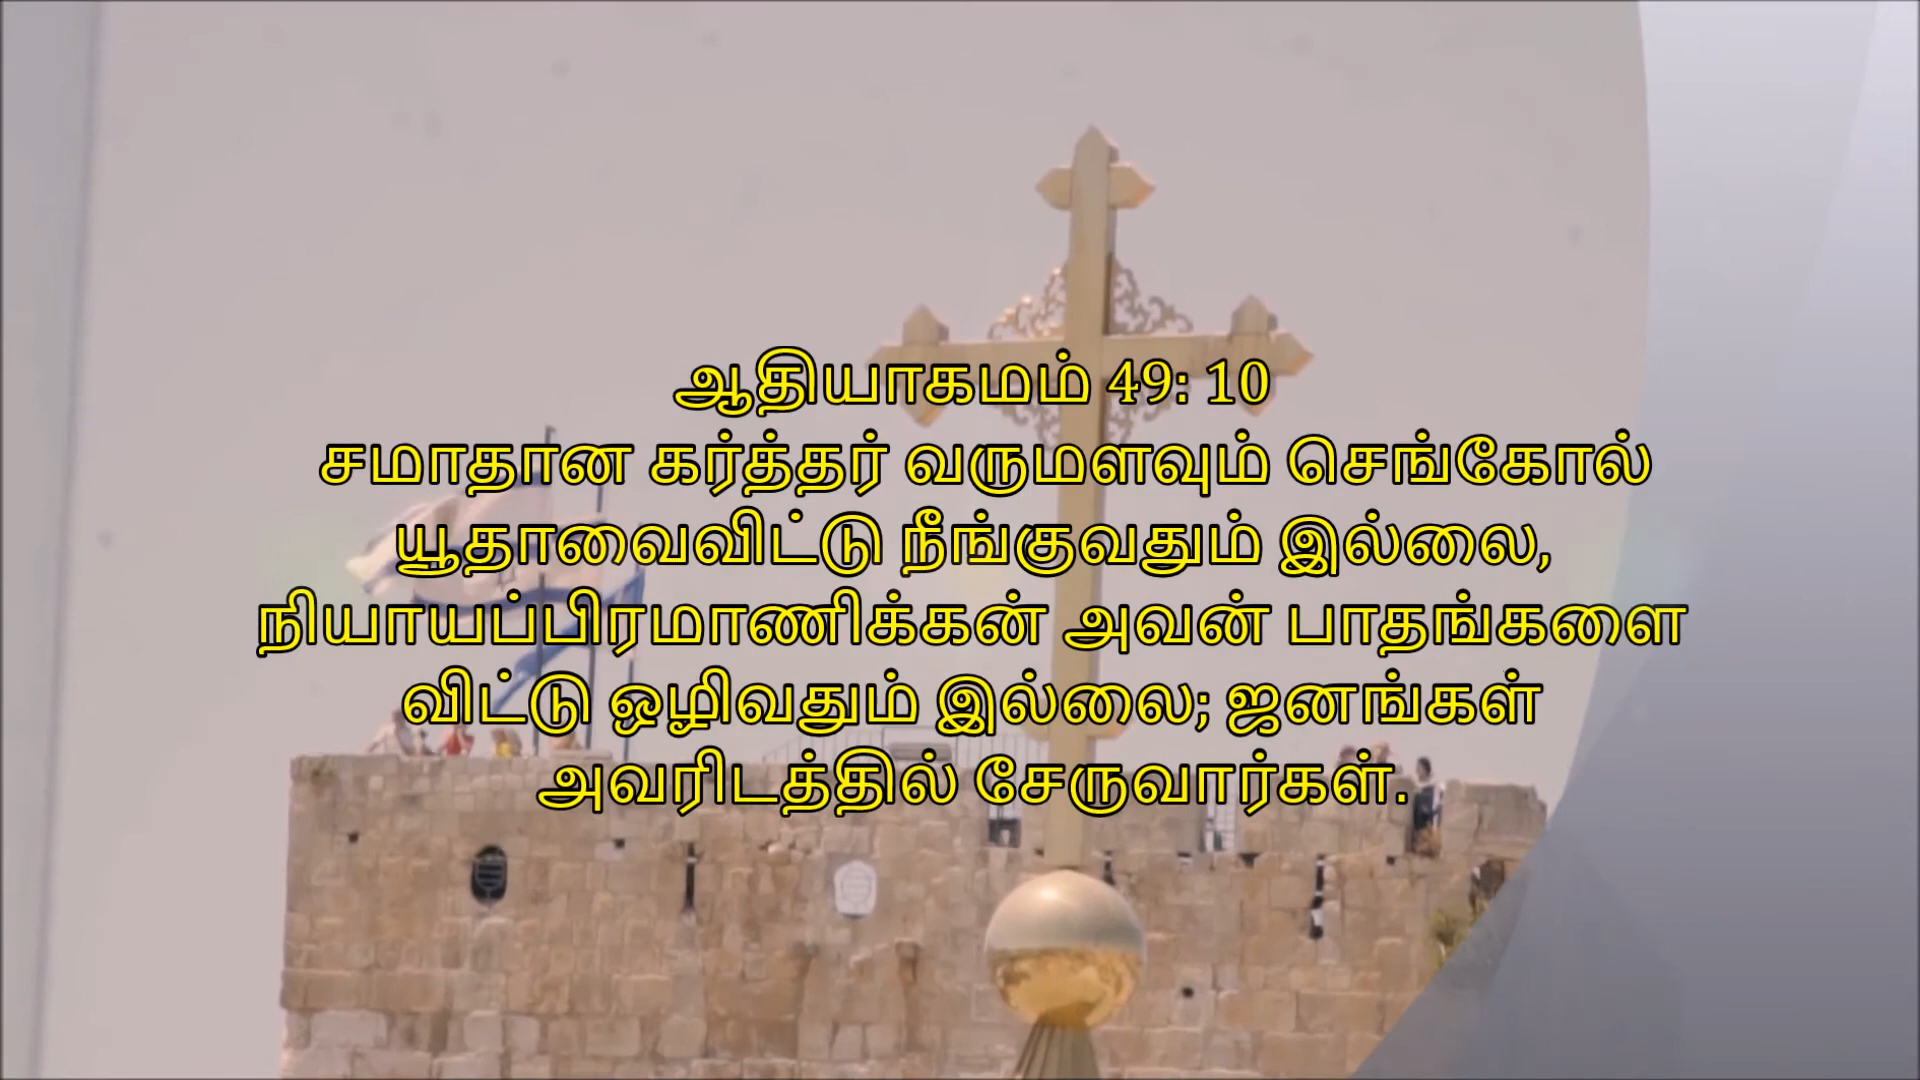 ஆதியாகமம் 49: 10
சமாதான கர்த்தர் வருமளவும் செங்கோல்
யூதாவைவிட்டு நீங்குவதும் இல்லை,
நியாயப்பிரமாணிக்கன் அவன் பாதங்களை
விட்டு ஒழிவதும் இல்லை; ஜனங்கள்
அவரிடத்தில் சேருவார்கள்.